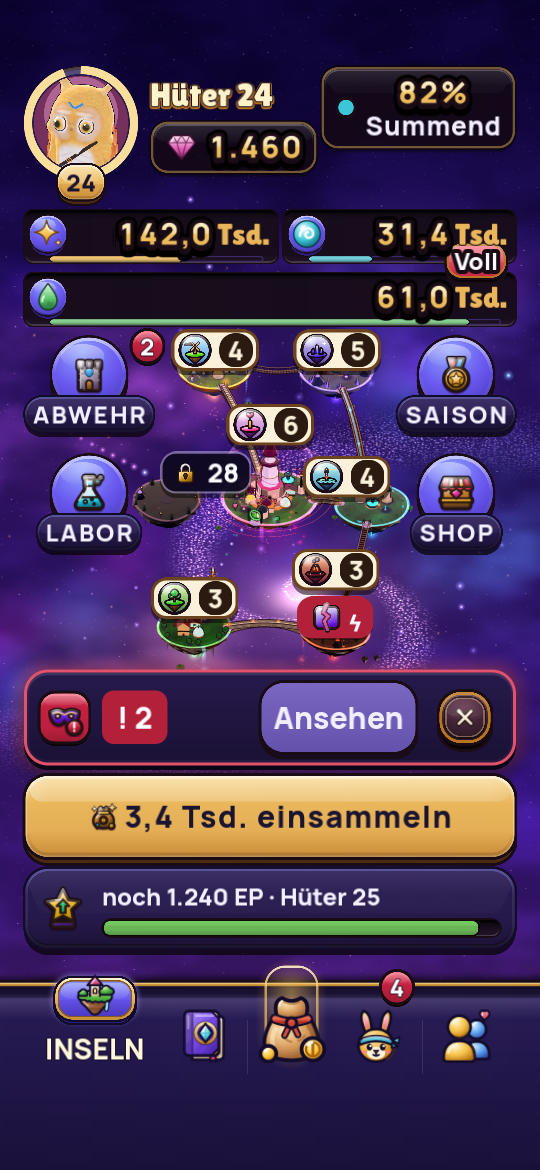 Hüter 24
82%
Summend
1.460
24
142,0 Tsd.
31,4 Tsd.
Voll
61,0 Tsd.
2
4
5
ABWEHR
SAISON
6
28
4
LABOR
SHOP
3
3
! 2
Ansehen
3,4 Tsd. einsammeln
noch 1.240 EP · Hüter 25
4
INSELN